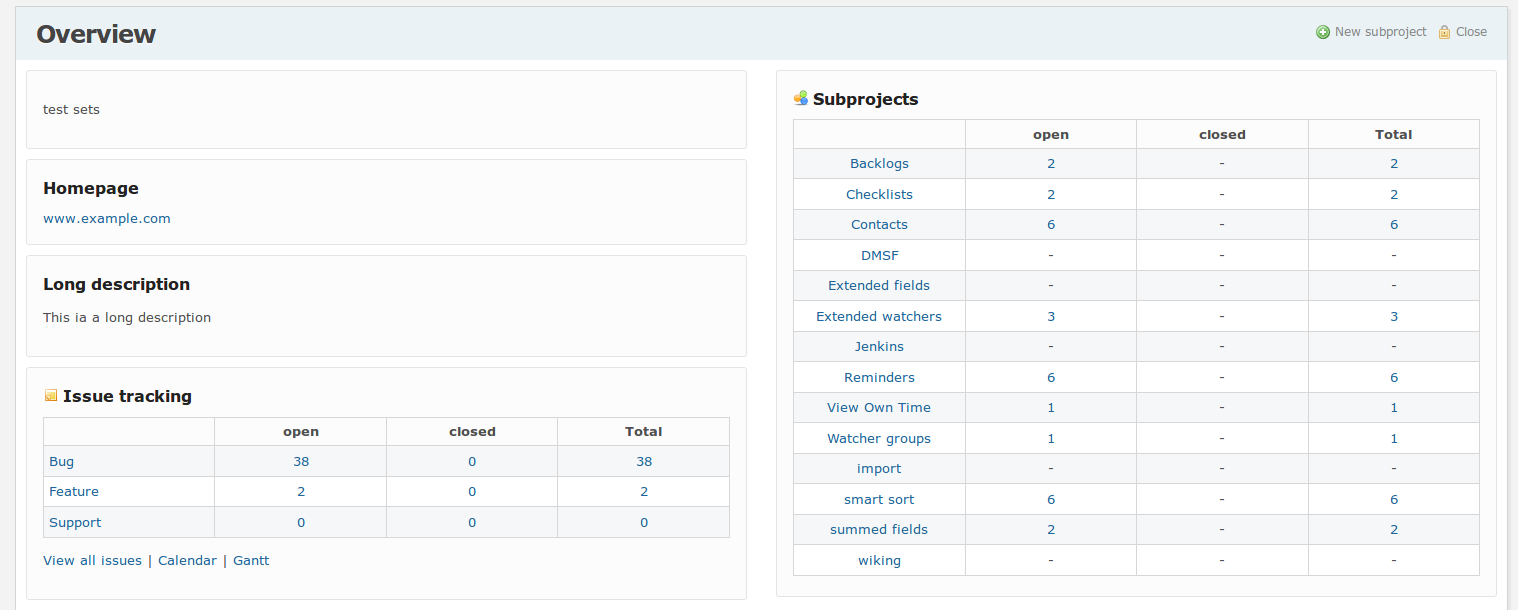 Overview
New subproject Close
test sets
Homepage
www.example.com
Long description
This ia a long description
Issue tracking
open closed Total
Bug 38 0 38
Feature 2 0 2
Support 0 0 0
View all issues | Calendar | Gantt
Subprojects
open closed Total
Backlogs 2 - 2
Checklists 2 - 2
Contacts 6 - 6
DMSF - - -
Extended fields - - -
Extended watchers 3 - 3
Jenkins - - -
Reminders 6 - 6
View Own Time 1 - 1
Watcher groups 1 - 1
import - - -
smart sort 6 - 6
summed fields 2 - 2
wiking - - -